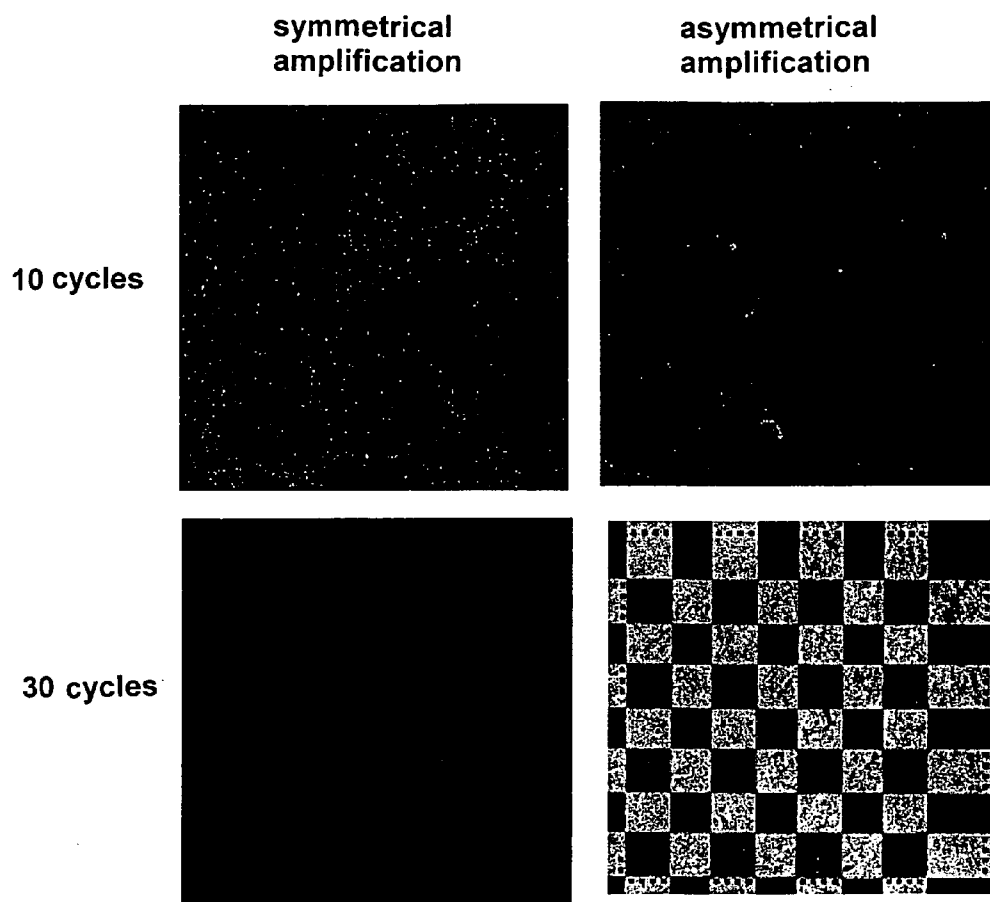 symmetrical
amplification
asymmetrical
amplification
10 cycles
30 cycles